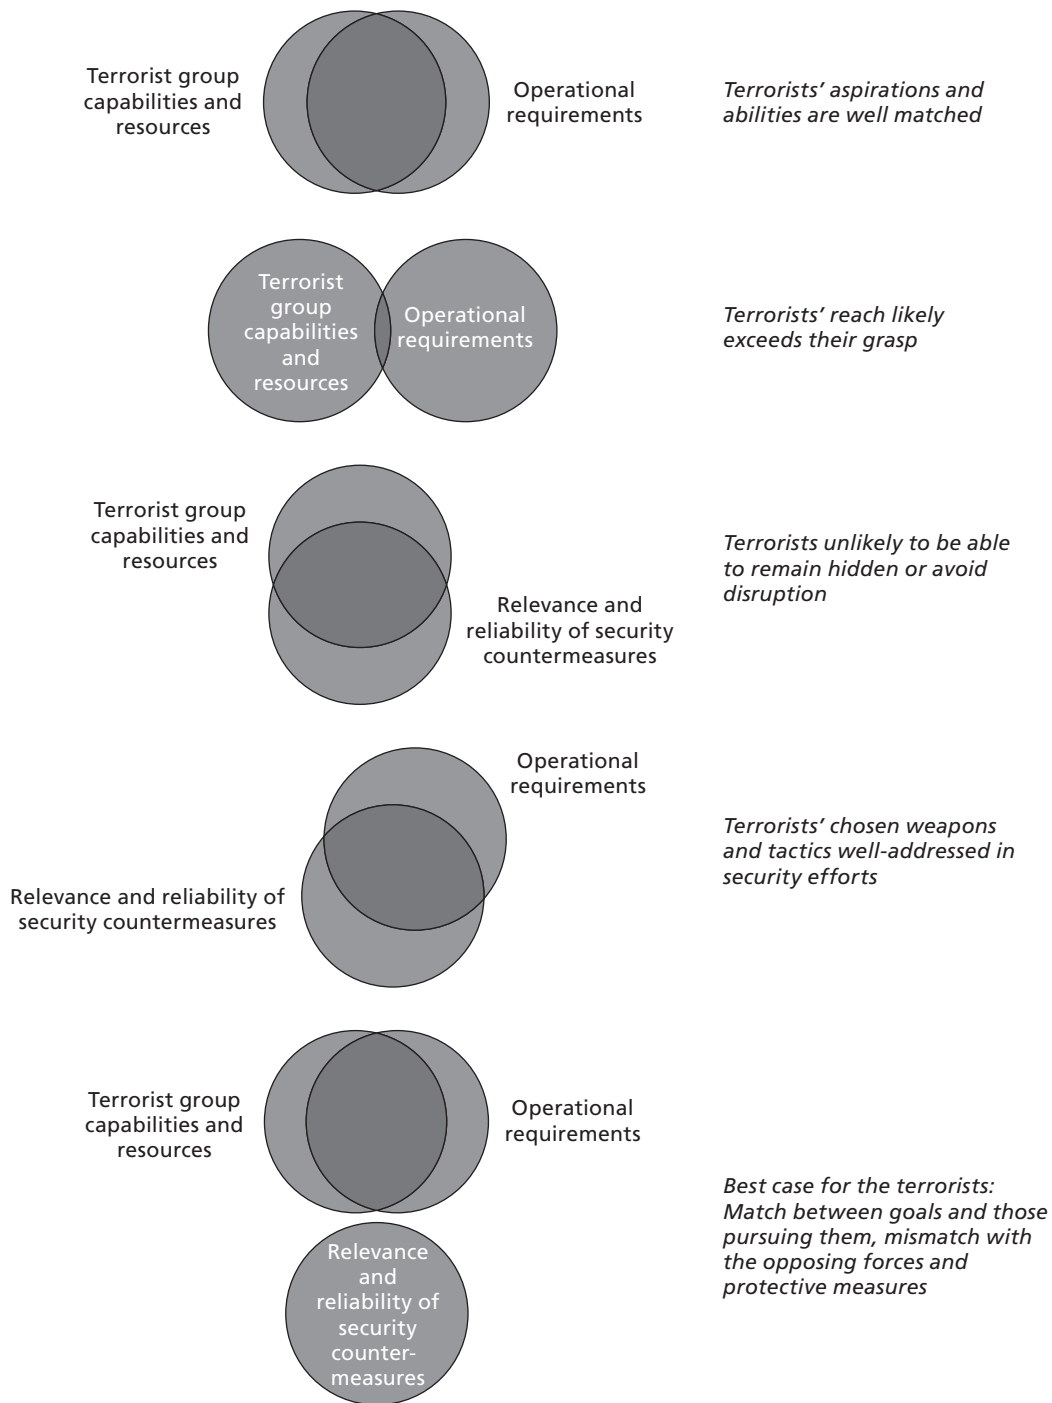 Terrorist group
capabilities and
resources
Operational
requirements
Terrorists’ aspirations and
abilities are well matched
Terrorist
group
capabilities
and
resources
Operational
requirements
Terrorists’ reach likely
exceeds their grasp
Terrorist group
capabilities and
resources
Relevance and
reliability of security
countermeasures
Terrorists unlikely to be able
to remain hidden or avoid
disruption
Operational
requirements
Relevance and reliability of
security countermeasures
Terrorists’ chosen weapons
and tactics well-addressed in
security efforts
Terrorist group
capabilities and
resources
Operational
requirements
Relevance
and
reliability of
security
counter-
measures
Best case for the terrorists:
Match between goals and those
pursuing them, mismatch with
the opposing forces and
protective measures